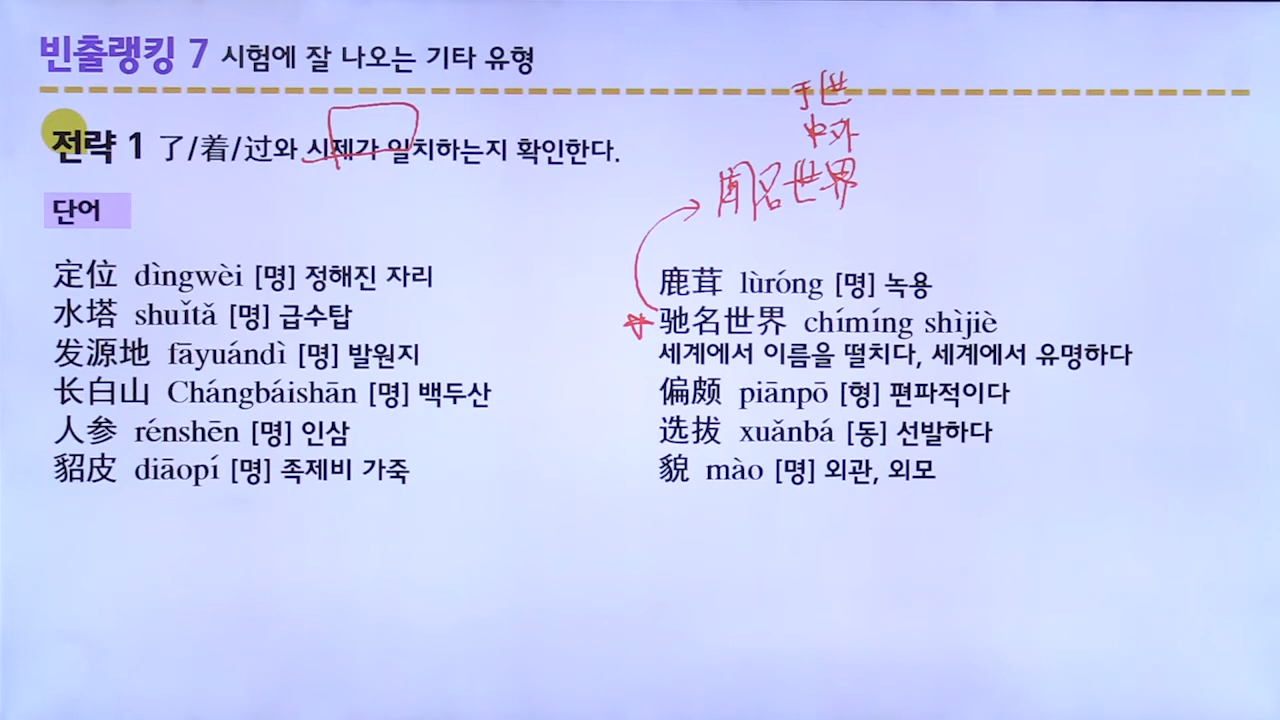 빈출랭킹 7 시험에 잘 나오는 기타 유형
전략 1 了/着/过와 시제가 일치하는지 확인한다.
단어
定位 dìngwèi [명] 정해진 자리
水塔 shuǐtǎ [명] 급수탑
发源地 fāyuándì [명] 발원지
长白山 Chángbáishān [명] 백두산
人参 rénshēn [명] 인삼
貂皮 diāopí [명] 족제비 가죽
于世
中外
闻名世界
鹿茸 lùróng [명] 녹용
驰名世界 chímíng shìjiè
세계에서 이름을 떨치다, 세계에서 유명하다
偏颇 piānpō [형] 편파적이다
选拔 xuǎnbá [동] 선발하다
貌 mào [명] 외관, 외모